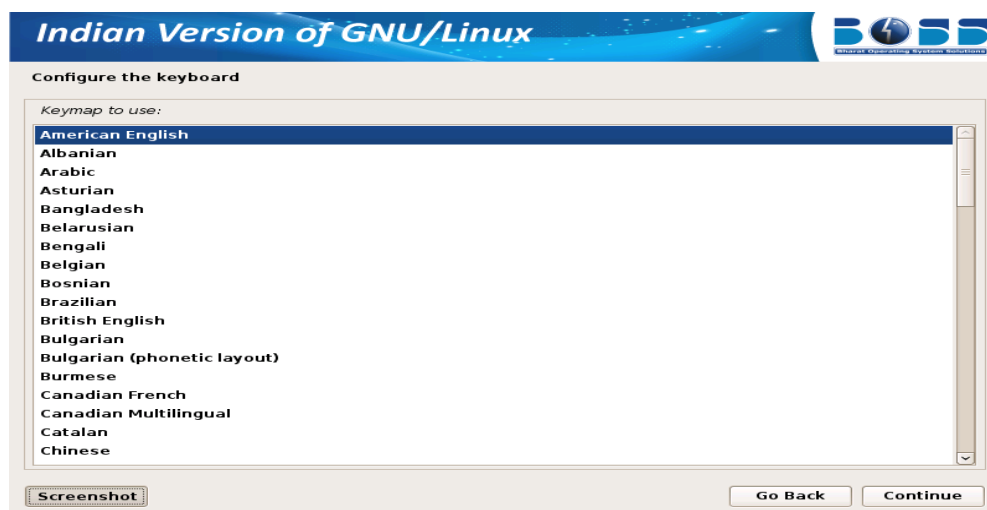 Indian Version of GNU/Linux
BOSS
Bharat Operating System Solutions
Configure the keyboard
Keymap to use:
American English
Albanian
Arabic
Asturian
Bangladesh
Belarusian
Bengali
Belgian
Bosnian
Brazilian
British English
Bulgarian
Bulgarian (phonetic layout)
Burmese
Canadian French
Canadian Multilingual
Catalan
Chinese
Screenshot
Go Back
Continue